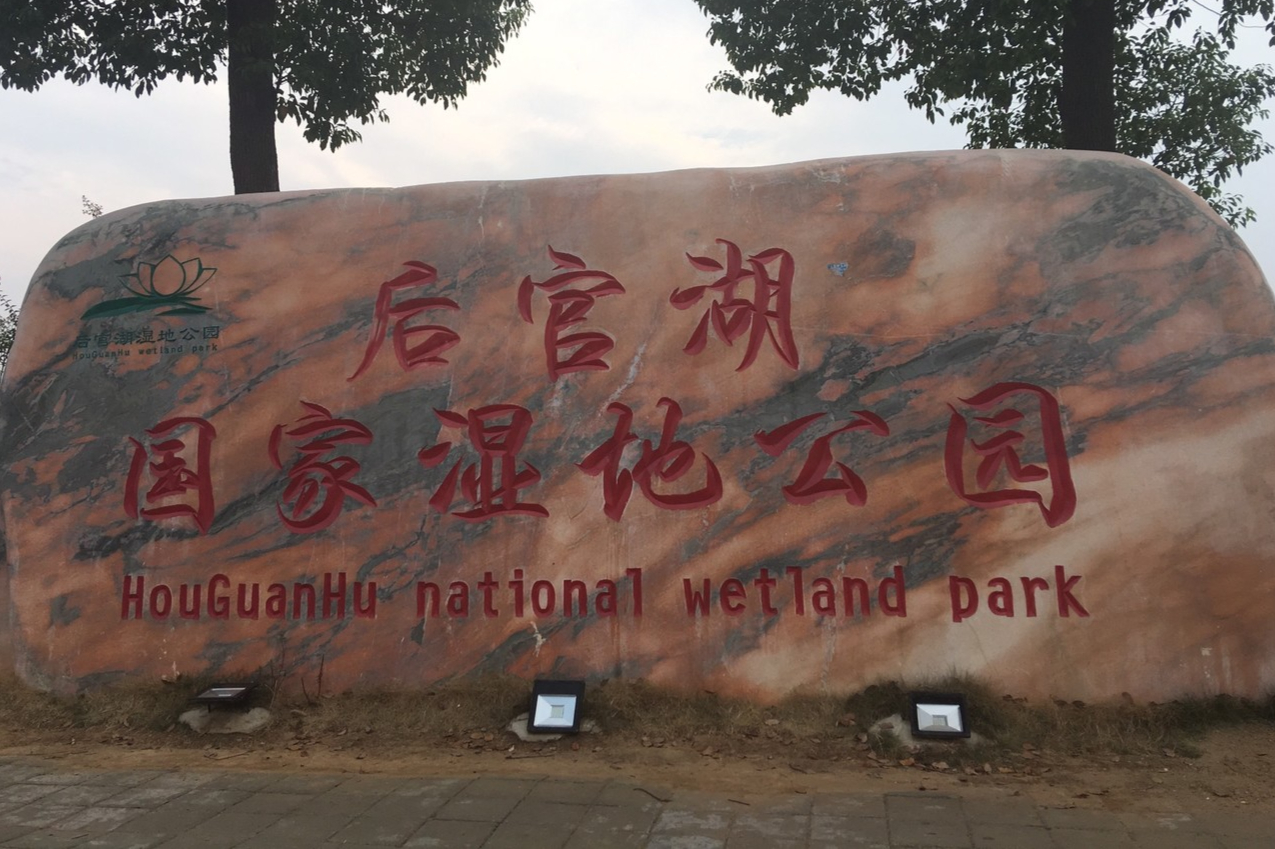 后官湖
国家湿地公园
HouGuanHu national wetland park
后官湖湿地公园
HouGuanHu wetland park